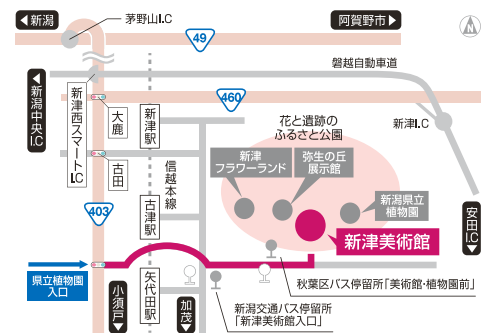 ◀新潟
茅野山I.C
阿賀野市▶
N
49
磐越自動車道
◀新潟中央I.C
新津西スマートI.C
大鹿
新津駅
460
花と遺跡の
ふるさと公園
新津I.C
古田
信越本線
新津
フラワーランド
弥生の丘
展示館
新潟県立
植物園
403
古津駅
新津美術館
安田I.C▶
県立植物園
入口
小須戸▶
矢代田駅
加茂▶
秋葉区バス停留所「美術館・植物園前」
新潟交通バス停留所
「新津美術館入口」